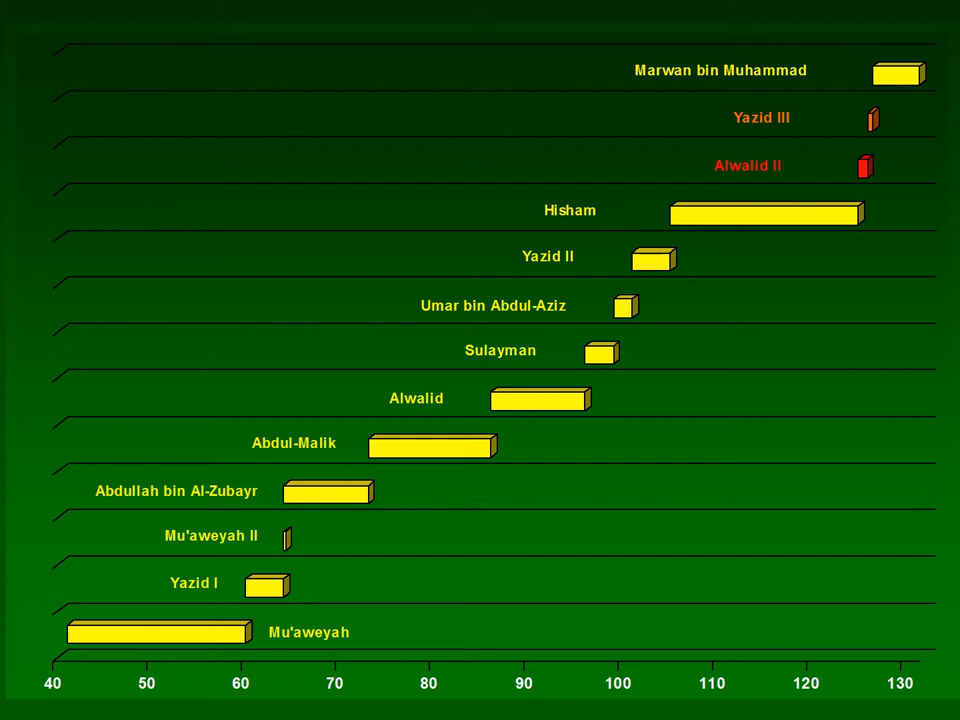 Marwan bin Muhammad
Yazid III
Alwalid II
Hisham
Yazid II
Umar bin Abdul-Aziz
Sulayman
Alwalid
Abdul-Malik
Abdullah bin Al-Zubayr
Mu'aweyah II
Yazid I
Mu'aweyah
40 50 60 70 80 90 100 110 120 130